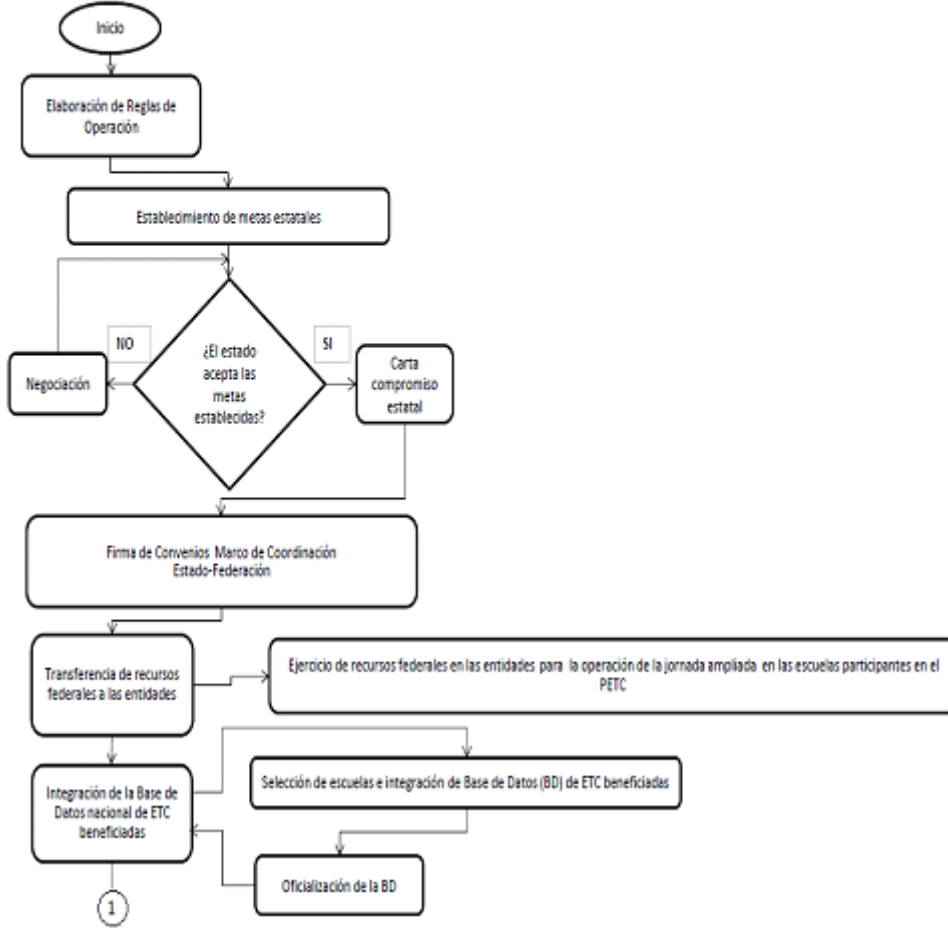 Inicio
Elaboración de Reglas de
Operación
Establecimiento de metas estatales
NO
SI
¿El estado
acepta las
metas
establecidas?
Negociación
Carta
compromiso
estatal
Firma de Convenios Marco de Coordinación
Estado-Federación
Transferencia de recursos
federales a las entidades
Ejercicio de recursos federales en las entidades para la operación de la jornada ampliada en las escuelas participantes en el
PETC
Integración de la Base de
Datos nacional de ETC
beneficiadas
Selección de escuelas e integración de Base de Datos (BD) de ETC beneficiadas
Oficialización de la BD
1